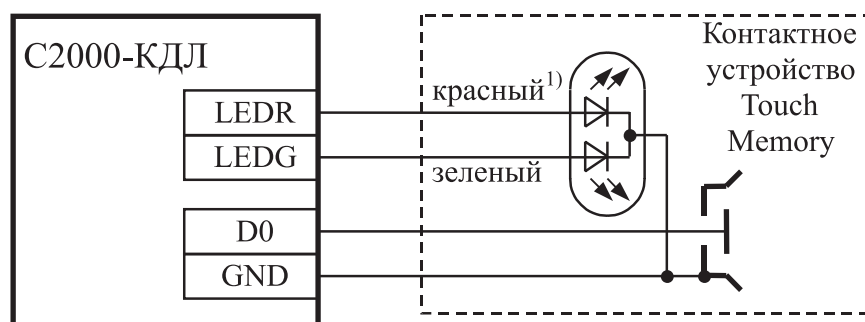 С2000-КДЛ
Контактное
устройство
Touch
Memory
красный¹⁾
LEDR
LEDG
зеленый
D0
GND